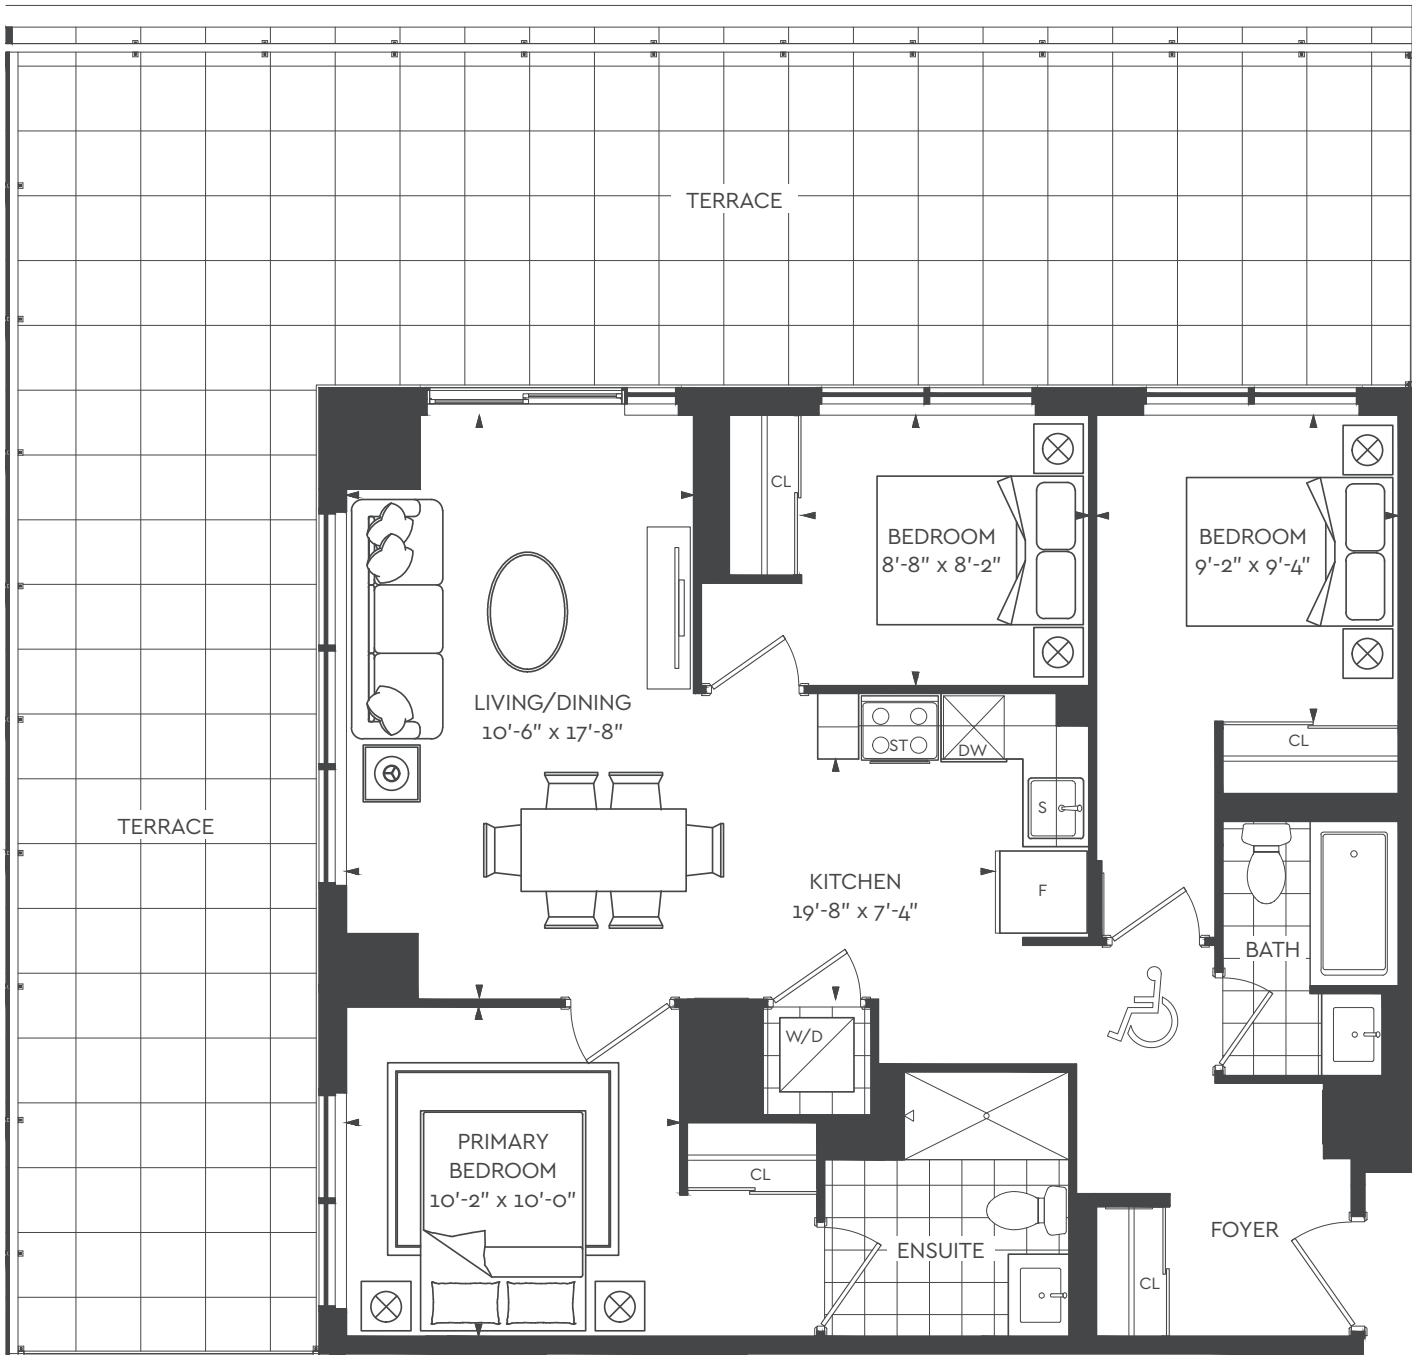 TERRACE
CL
BEDROOM
8'-8" x 8'-2"
BEDROOM
9'-2" x 9'-4"
LIVING/DINING
10'-6" x 17'-8"
ST
DW
CL
S
TERRACE
KITCHEN
19'-8" x 7'-4"
F
BATH
W/D
PRIMARY
BEDROOM
10'-2" x 10'-0"
CL
ENSUITE
FOYER
CL